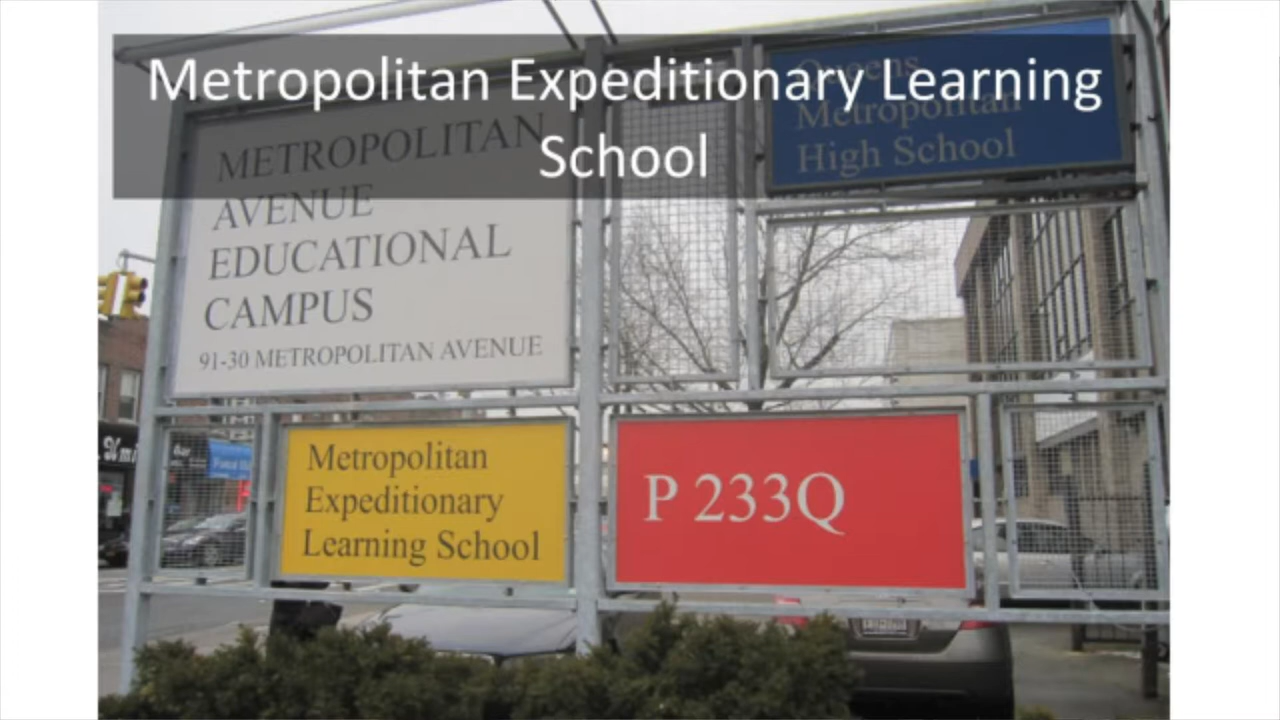 Metropolitan Expeditionary Learning
School
METROPOLITAN
AVENUE
EDUCATIONAL
CAMPUS
91-30 METROPOLITAN AVENUE
Queens
Metropolitan
High School
Metropolitan
Expeditionary
Learning School
P 233Q
Bar